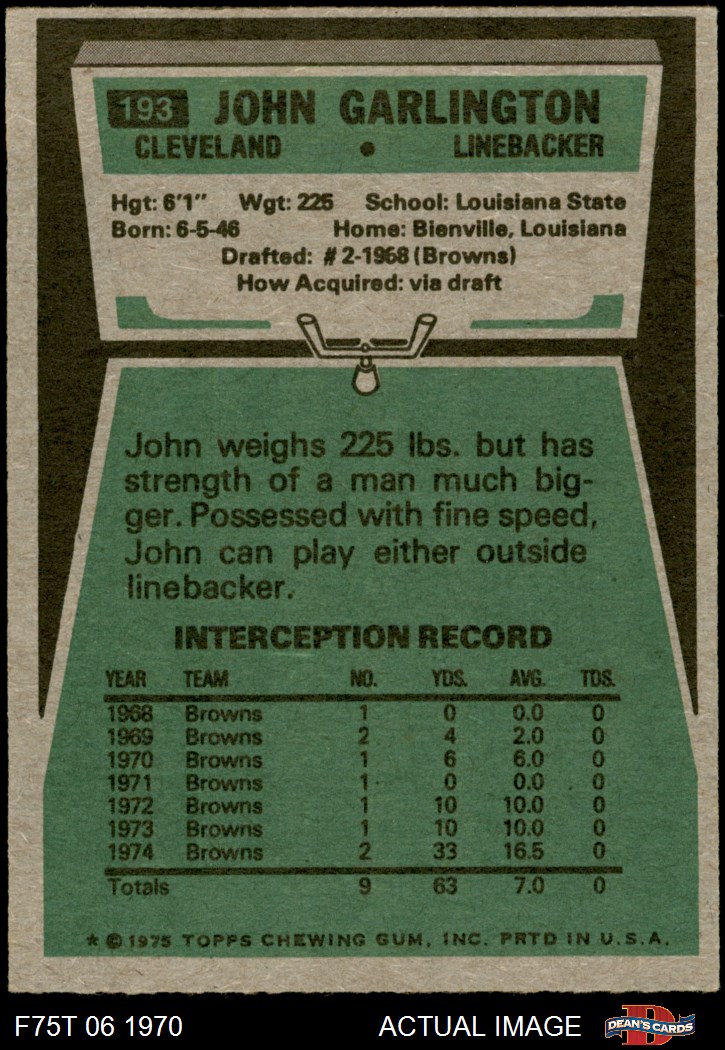 193 JOHN GARLINGTON
CLEVELAND • LINEBACKER
Hgt: 6'1" Wgt: 225 School: Louisiana State
Born: 6-5-46 Home: Bienville, Louisiana
Drafted: #2-1968 (Browns)
How Acquired: via draft
John weighs 225 lbs. but has
strength of a man much big-
ger. Possessed with fine speed,
John can play either outside
linebacker.
INTERCEPTION RECORD
YEAR TEAM NO. YDS. AVG. TDS.
1968 Browns 1 0 0.0 0
1969 Browns 2 4 2.0 0
1970 Browns 1 6 6.0 0
1971 Browns 1 0 0.0 0
1972 Browns 1 10 10.0 0
1973 Browns 1 10 10.0 0
1974 Browns 2 33 16.5 0
Totals 9 63 7.0 0
* © 1975 TOPPS CHEWING GUM, INC. PRTD IN U.S.A.
F75T 06 1970 ACTUAL IMAGE D DEAN'S CARDS